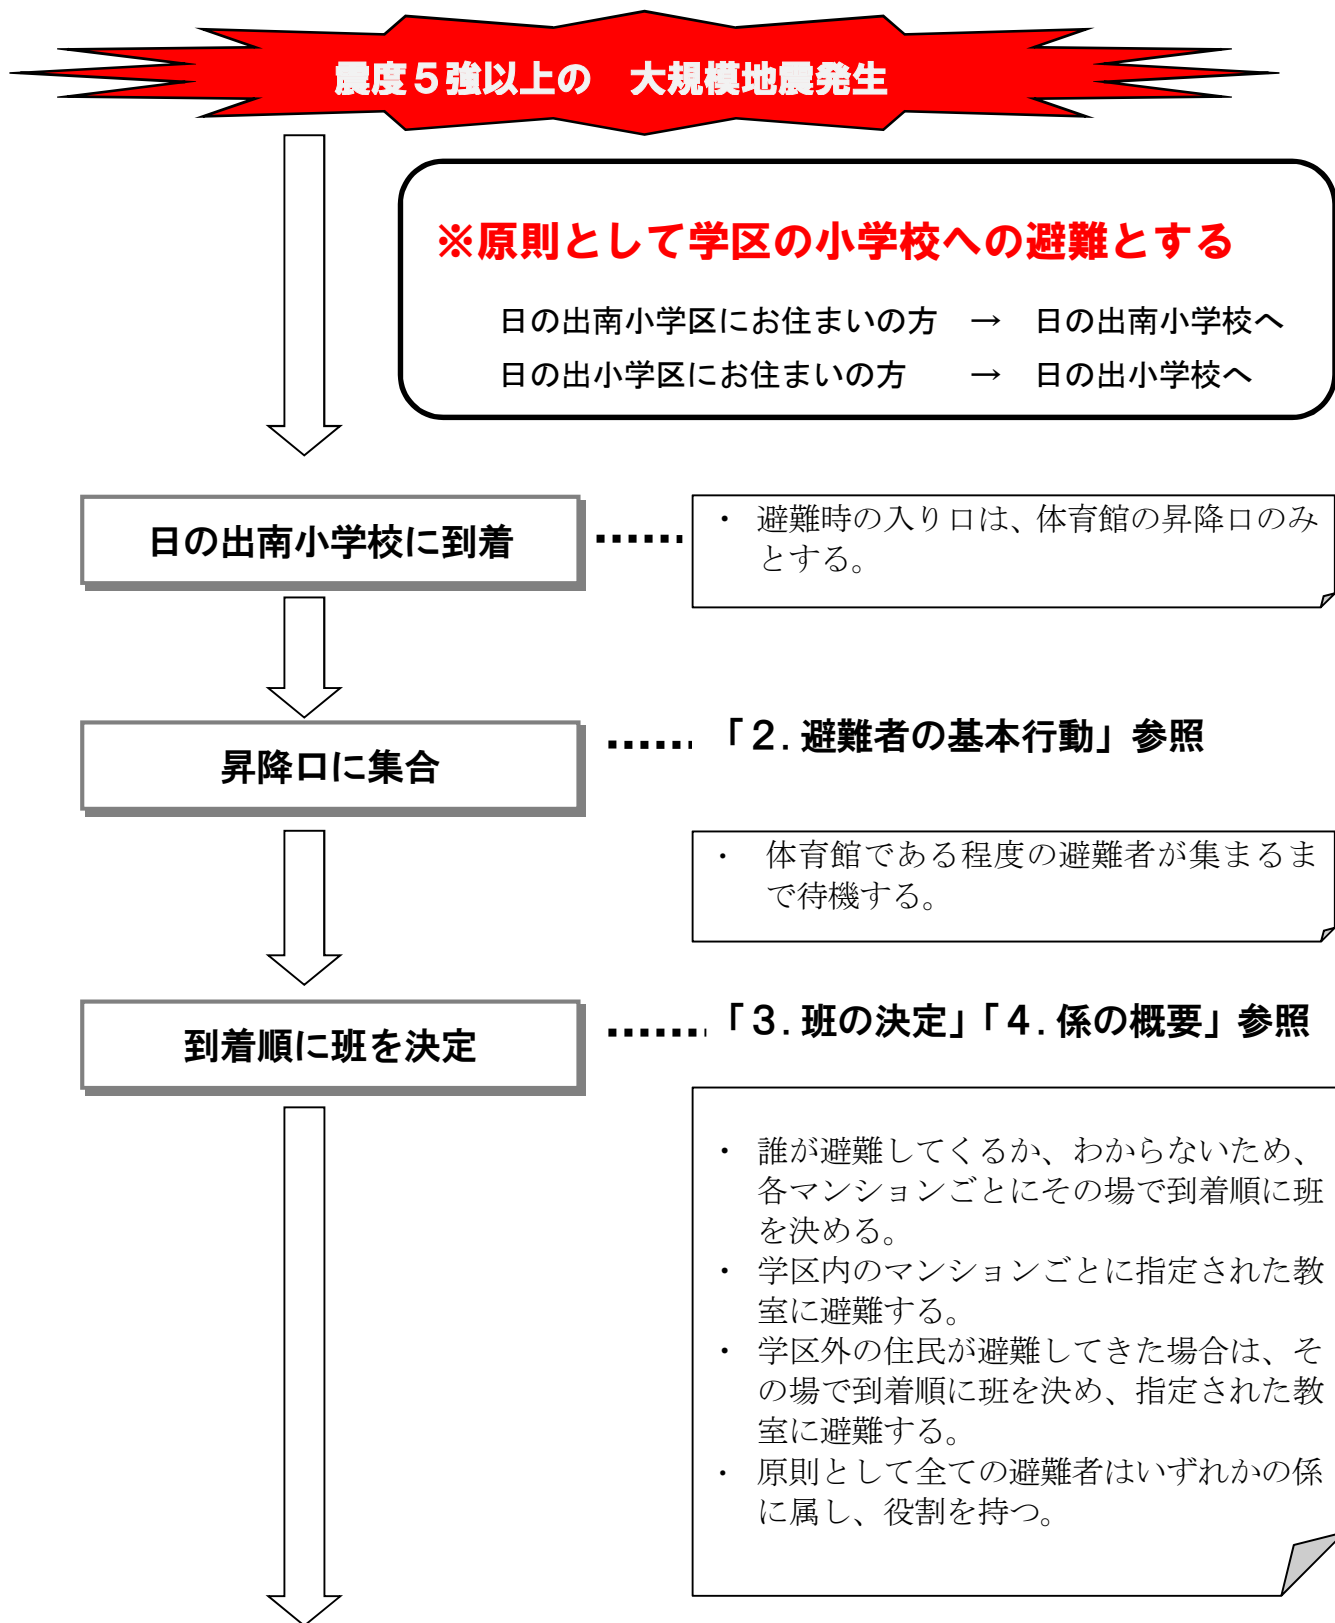 震度５強以上の　大規模地震発生
※原則として学区の小学校への避難とする
日の出南小学区にお住まいの方　→　日の出南小学校へ
日の出小学区にお住まいの方　　→　日の出小学校へ
日の出南小学校に到着
・ 避難時の入り口は、体育館の昇降口のみ
とする。
昇降口に集合
「２．避難者の基本行動」参照
・ 体育館である程度の避難者が集まるま
で待機する。
到着順に班を決定
「３．班の決定」「４．係の概要」参照
・ 誰が避難してくるか、わからないため、
各マンションごとにその場で到着順に班
を決める。
・ 学区内のマンションごとに指定された教
室に避難する。
・ 学区外の住民が避難してきた場合は、そ
の場で到着順に班を決め、指定された教
室に避難する。
・ 原則として全ての避難者はいずれかの係
に属し、役割を持つ。